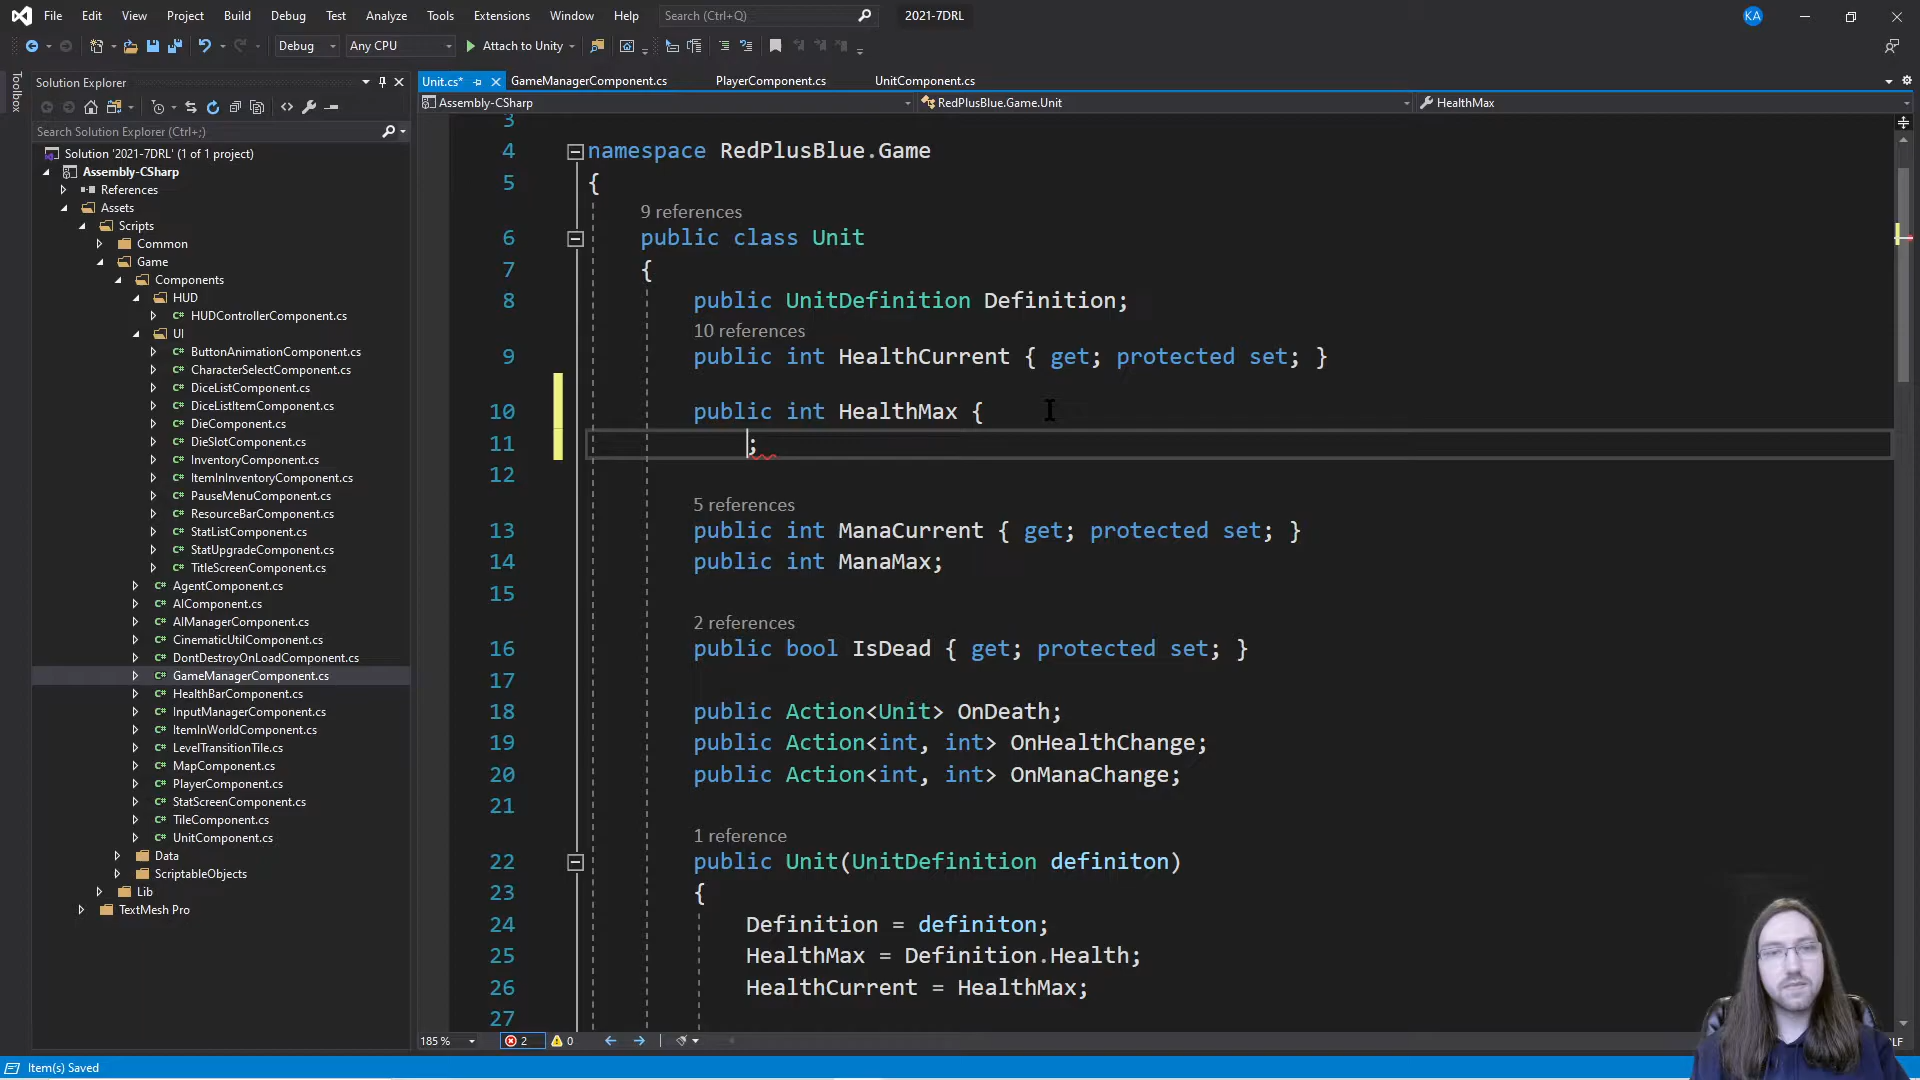 File Edit View Project Build Debug Test Analyze Tools Extensions Window Help Search (Ctrl+Q) 2021-7DRL KA
Debug Any CPU Attach to Unity
Toolbox
Solution Explorer
Search Solution Explorer (Ctrl+;)
Solution '2021-7DRL' (1 of 1 project)
Assembly-CSharp
References
Assets
Scripts
Common
Game
Components
HUD
HUDControllerComponent.cs
UI
ButtonAnimationComponent.cs
CharacterSelectComponent.cs
DiceListComponent.cs
DiceListItemComponent.cs
DieComponent.cs
DieSlotComponent.cs
InventoryComponent.cs
ItemInInventoryComponent.cs
PauseMenuComponent.cs
ResourceBarComponent.cs
StatListComponent.cs
StatUpgradeComponent.cs
TitleScreenComponent.cs
AgentComponent.cs
AIComponent.cs
AIManagerComponent.cs
CinematicUtilComponent.cs
DontDestroyOnLoadComponent.cs
GameManagerComponent.cs
HealthBarComponent.cs
InputManagerComponent.cs
ItemInWorldComponent.cs
LevelTransitionTile.cs
MapComponent.cs
PlayerComponent.cs
StatScreenComponent.cs
TileComponent.cs
UnitComponent.cs
Data
ScriptableObjects
Lib
TextMesh Pro
Unit.cs* GameManagerComponent.cs PlayerComponent.cs UnitComponent.cs
Assembly-CSharp RedPlusBlue.Game.Unit HealthMax
3
4 namespace RedPlusBlue.Game
5 {
9 references
6 public class Unit
7 {
8 public UnitDefinition Definition;
10 references
9 public int HealthCurrent { get; protected set; }
10 public int HealthMax {
11 ;
12
5 references
13 public int ManaCurrent { get; protected set; }
14 public int ManaMax;
15
2 references
16 public bool IsDead { get; protected set; }
17
18 public Action<Unit> OnDeath;
19 public Action<int, int> OnHealthChange;
20 public Action<int, int> OnManaChange;
21
1 reference
22 public Unit(UnitDefinition definiton)
23 {
24 Definition = definiton;
25 HealthMax = Definition.Health;
26 HealthCurrent = HealthMax;
27
185 % 2 0
Item(s) Saved